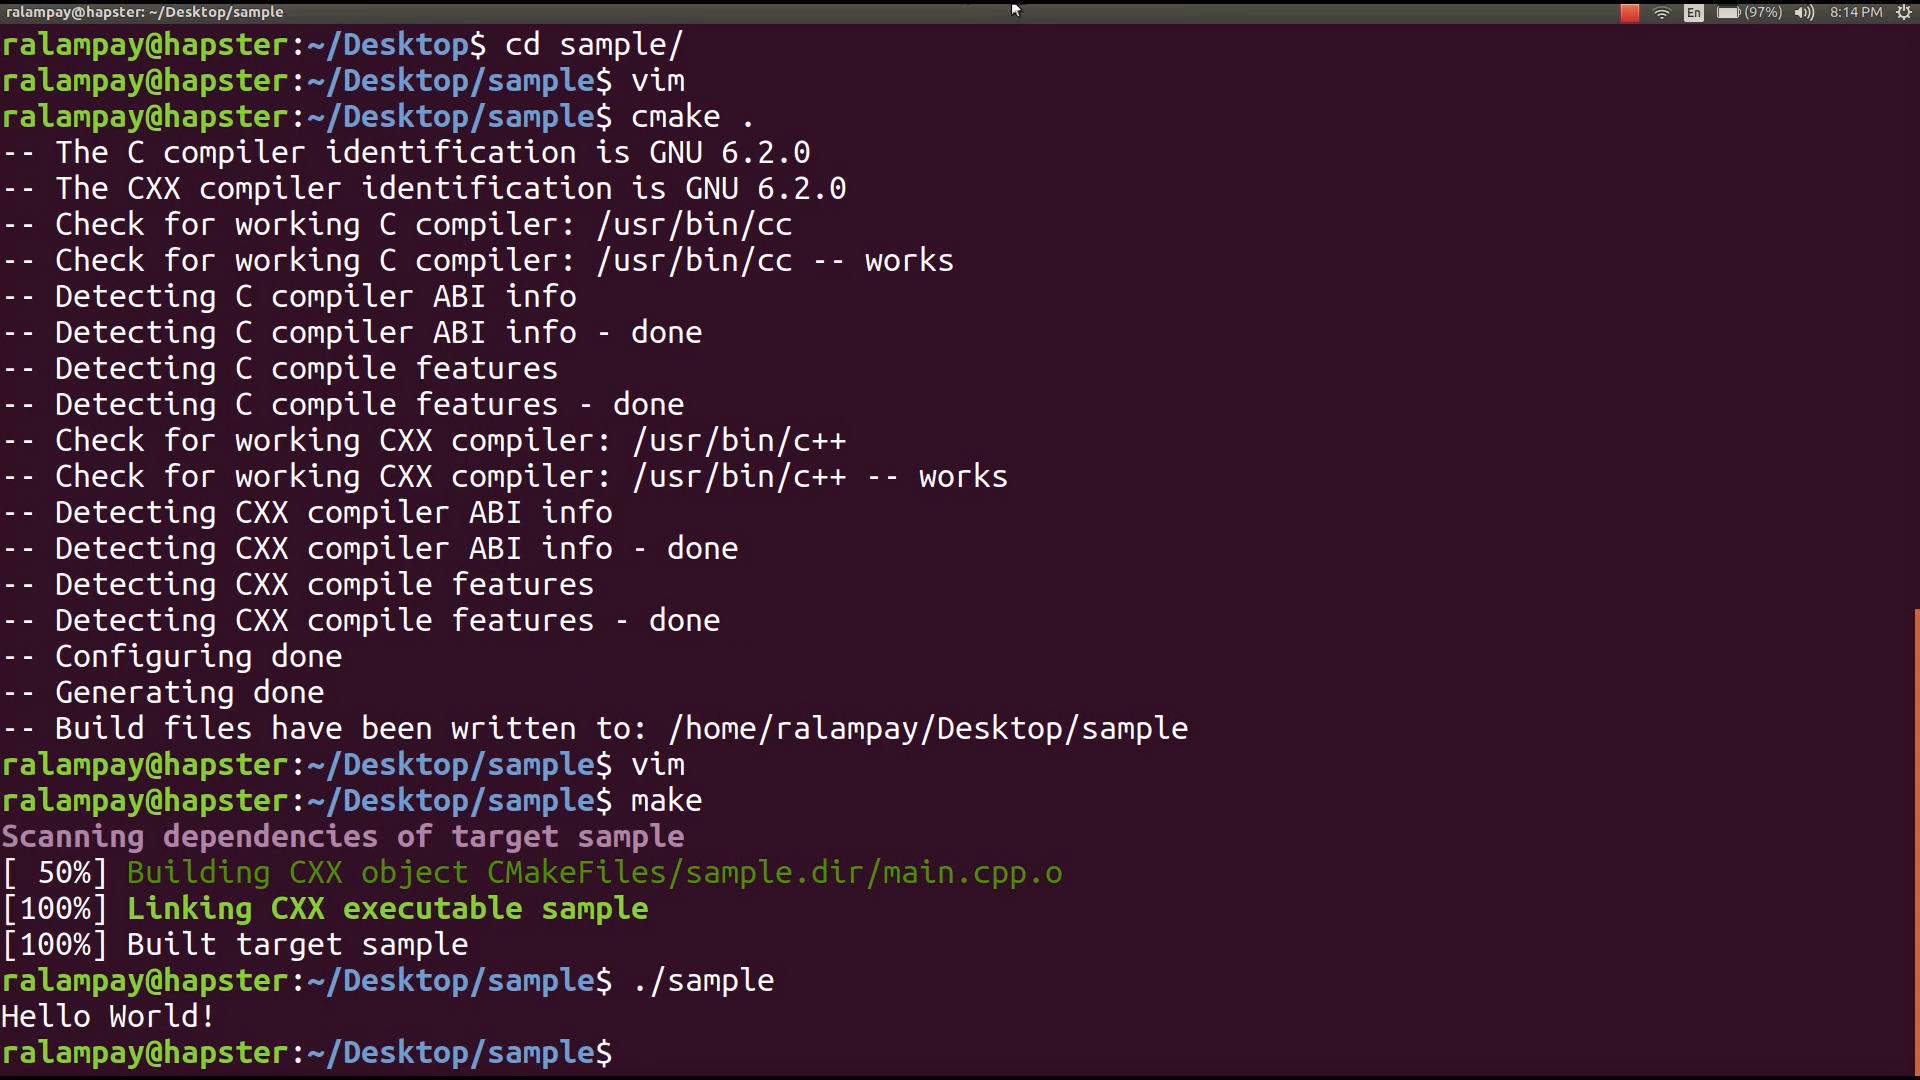 ralampay@hapster: ~/Desktop/sample En (97%) 8:14 PM
ralampay@hapster:~/Desktop$ cd sample/
ralampay@hapster:~/Desktop/sample$ vim
ralampay@hapster:~/Desktop/sample$ cmake .
-- The C compiler identification is GNU 6.2.0
-- The CXX compiler identification is GNU 6.2.0
-- Check for working C compiler: /usr/bin/cc
-- Check for working C compiler: /usr/bin/cc -- works
-- Detecting C compiler ABI info
-- Detecting C compiler ABI info - done
-- Detecting C compile features
-- Detecting C compile features - done
-- Check for working CXX compiler: /usr/bin/c++
-- Check for working CXX compiler: /usr/bin/c++ -- works
-- Detecting CXX compiler ABI info
-- Detecting CXX compiler ABI info - done
-- Detecting CXX compile features
-- Detecting CXX compile features - done
-- Configuring done
-- Generating done
-- Build files have been written to: /home/ralampay/Desktop/sample
ralampay@hapster:~/Desktop/sample$ vim
ralampay@hapster:~/Desktop/sample$ make
Scanning dependencies of target sample
[ 50%] Building CXX object CMakeFiles/sample.dir/main.cpp.o
[100%] Linking CXX executable sample
[100%] Built target sample
ralampay@hapster:~/Desktop/sample$ ./sample
Hello World!
ralampay@hapster:~/Desktop/sample$